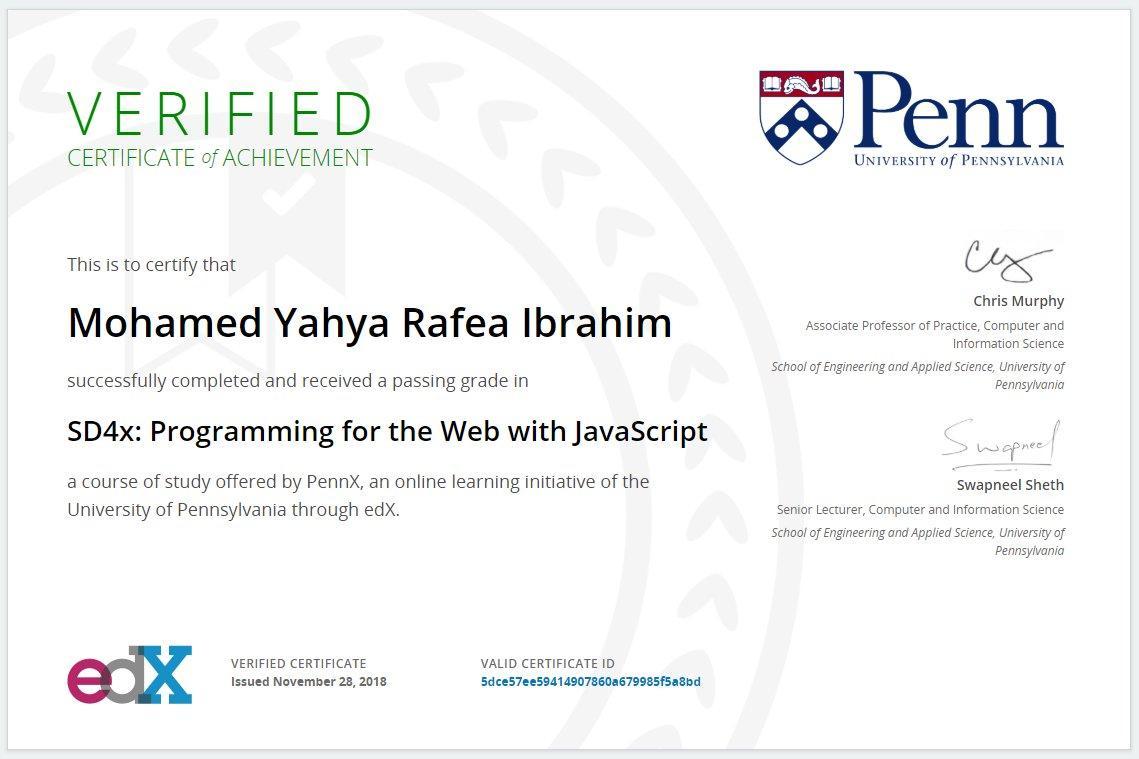 VERIFIED
CERTIFICATE of ACHIEVEMENT
Penn
UNIVERSITY of PENNSYLVANIA
This is to certify that
Mohamed Yahya Rafea Ibrahim
successfully completed and received a passing grade in
SD4x: Programming for the Web with JavaScript
a course of study offered by PennX, an online learning initiative of the
University of Pennsylvania through edX.
Chris Murphy
Associate Professor of Practice, Computer and
Information Science
School of Engineering and Applied Science, University of
Pennsylvania
Swapneel
Swapneel Sheth
Senior Lecturer, Computer and Information Science
School of Engineering and Applied Science, University of
Pennsylvania
edX
VERIFIED CERTIFICATE
Issued November 28, 2018
VALID CERTIFICATE ID
5dce57ee59414907860a679985f5a8bd